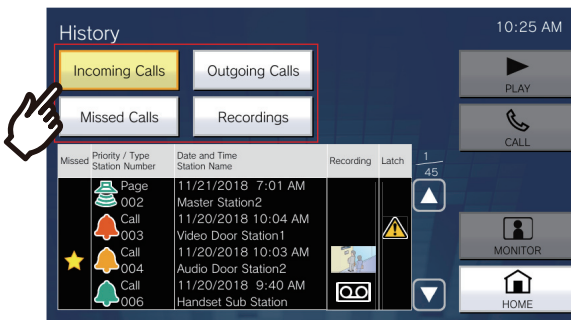 History
10:25 AM
Incoming Calls
Outgoing Calls
Missed Calls
Recordings
PLAY
CALL
Missed
Priority / Type
Station Number
Date and Time
Station Name
Recording
Latch
1
45
Page
002
11/21/2018 7:01 AM
Master Station2
Call
003
11/20/2018 10:04 AM
Video Door Station1
Call
004
11/20/2018 10:03 AM
Audio Door Station2
Call
006
11/20/2018 9:40 AM
Handset Sub Station
MONITOR
HOME